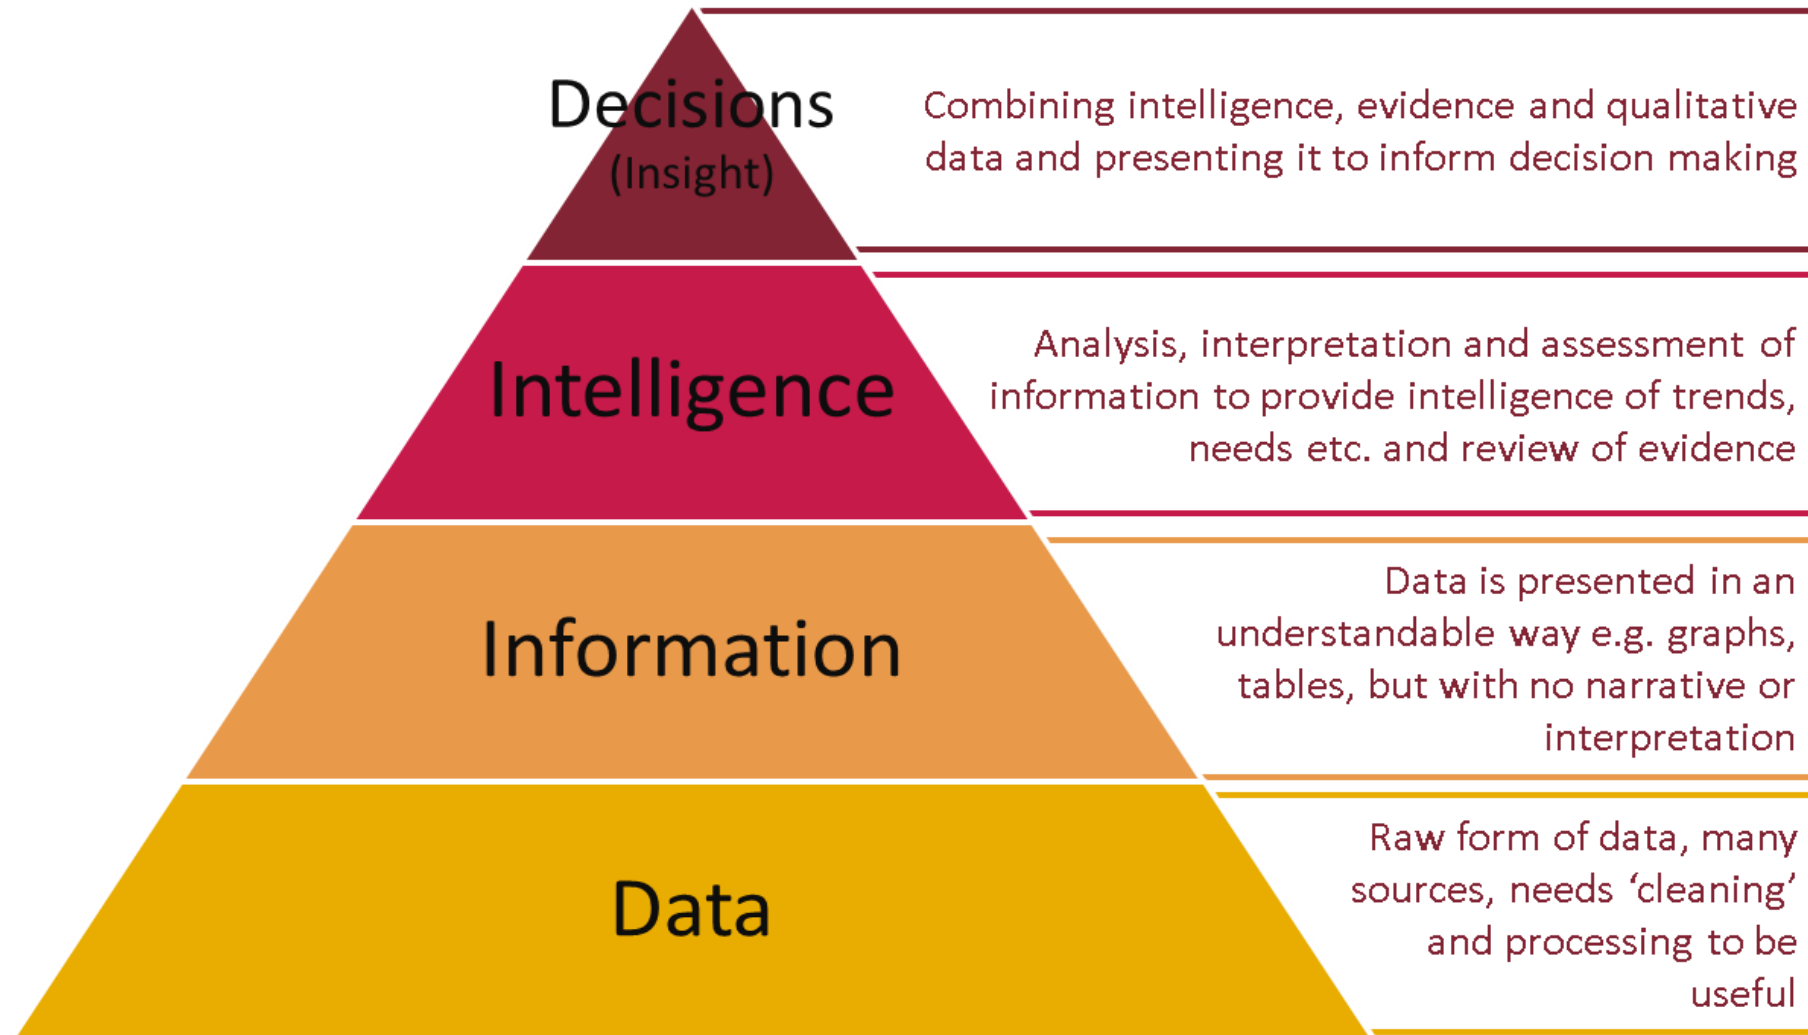 Decisions
(Insight)
Combining intelligence, evidence and qualitative
data and presenting it to inform decision making
Intelligence
Analysis, interpretation and assessment of
information to provide intelligence of trends,
needs etc. and review of evidence
Information
Data is presented in an
understandable way e.g. graphs,
tables, but with no narrative or
interpretation
Data
Raw form of data, many
sources, needs ‘cleaning’
and processing to be
useful